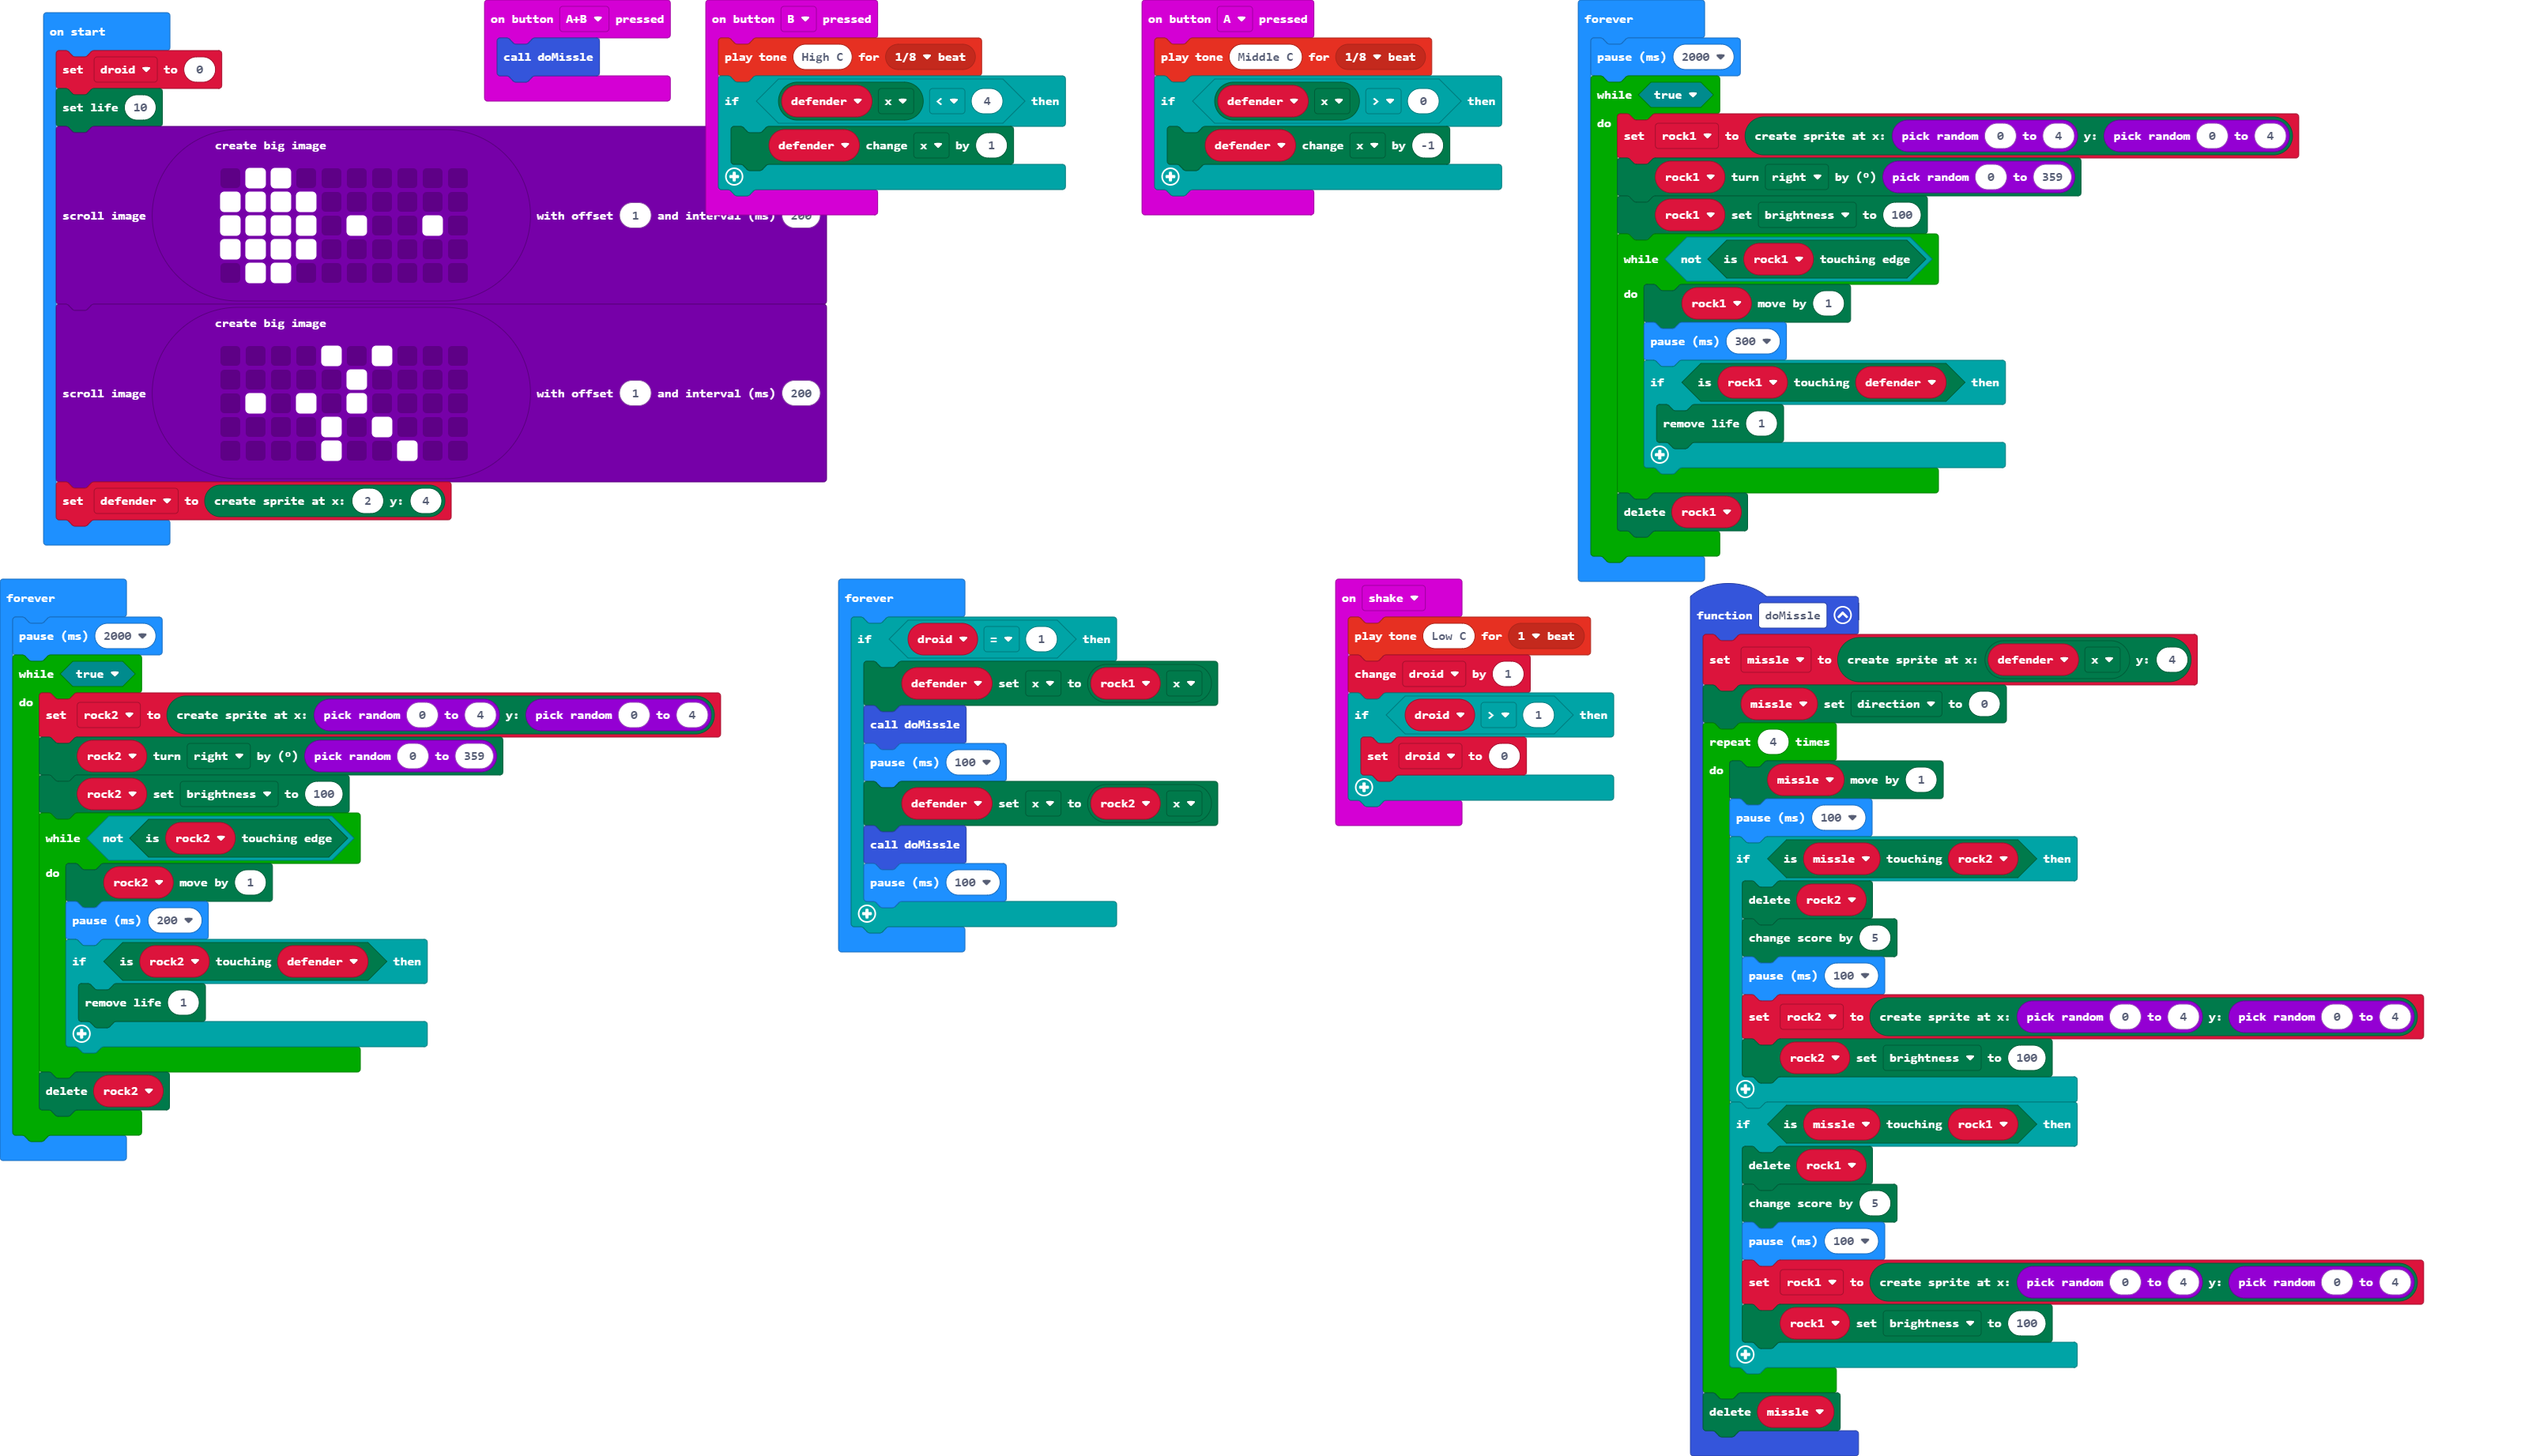 on start
set droid to 0
set life 10
create big image
scroll image with offset 1 and interval (ms) 200
create big image
scroll image with offset 1 and interval (ms) 200
set defender to create sprite at x: 2 y: 4
on button A+B pressed
call doMissle
on button B pressed
play tone High C for 1/8 beat
if defender x < 4 then
defender change x by 1
on button A pressed
play tone Middle C for 1/8 beat
if defender x > 0 then
defender change x by -1
forever
pause (ms) 2000
while true
do
set rock1 to create sprite at x: pick random 0 to 4 y: pick random 0 to 4
rock1 turn right by (º) pick random 0 to 359
rock1 set brightness to 100
while not is rock1 touching edge
do
rock1 move by 1
pause (ms) 300
if is rock1 touching defender then
remove life 1
delete rock1
forever
pause (ms) 2000
while true
do
set rock2 to create sprite at x: pick random 0 to 4 y: pick random 0 to 4
rock2 turn right by (º) pick random 0 to 359
rock2 set brightness to 100
while not is rock2 touching edge
do
rock2 move by 1
pause (ms) 200
if is rock2 touching defender then
remove life 1
delete rock2
forever
if droid = 1 then
defender set x to rock1 x
call doMissle
pause (ms) 100
defender set x to rock2 x
call doMissle
pause (ms) 100
on shake
play tone Low C for 1 beat
change droid by 1
if droid > 1 then
set droid to 0
function doMissle
set missle to create sprite at x: defender x y: 4
missle set direction to 0
repeat 4 times
do
missle move by 1
pause (ms) 100
if is missle touching rock2 then
delete rock2
change score by 5
pause (ms) 100
set rock2 to create sprite at x: pick random 0 to 4 y: pick random 0 to 4
rock2 set brightness to 100
if is missle touching rock1 then
delete rock1
change score by 5
pause (ms) 100
set rock1 to create sprite at x: pick random 0 to 4 y: pick random 0 to 4
rock1 set brightness to 100
delete missle